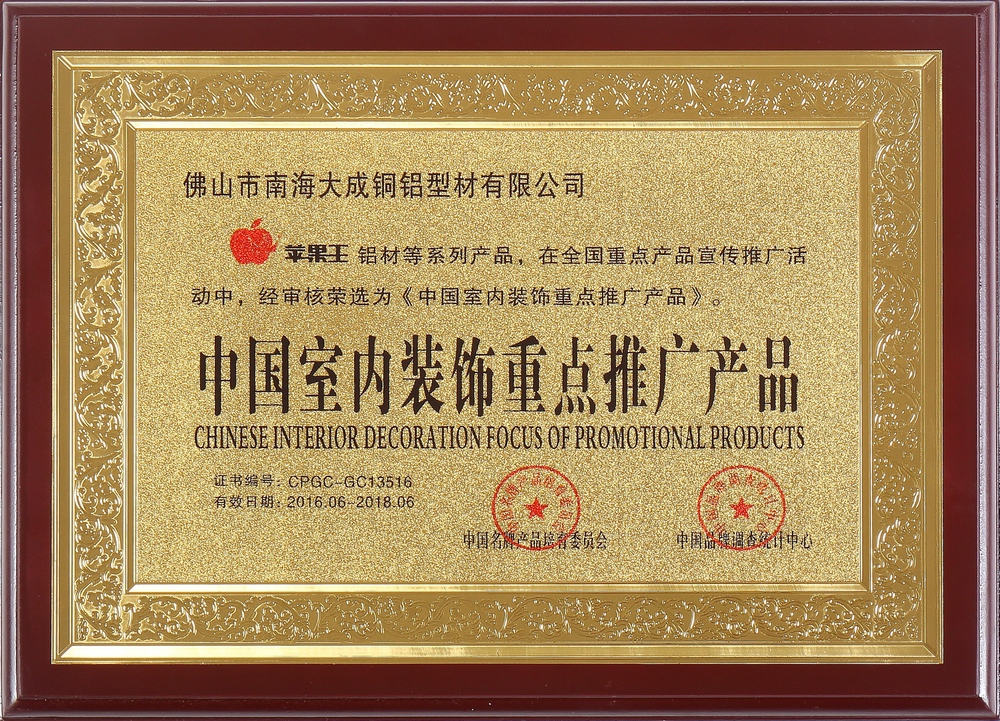 佛山市南海大成铜铝型材有限公司
苹果王 铝材等系列产品，在全国重点产品宣传推广活
动中，经审核荣选为《中国室内装饰重点推广产品》。
中国室内装饰重点推广产品
CHINESE INTERIOR DECORATION FOCUS OF PROMOTIONAL PRODUCTS
证书编号：CPGC-GC13516
有效日期：2016.06-2018.06
中国名牌产品培育委员会 中国品牌调查统计中心